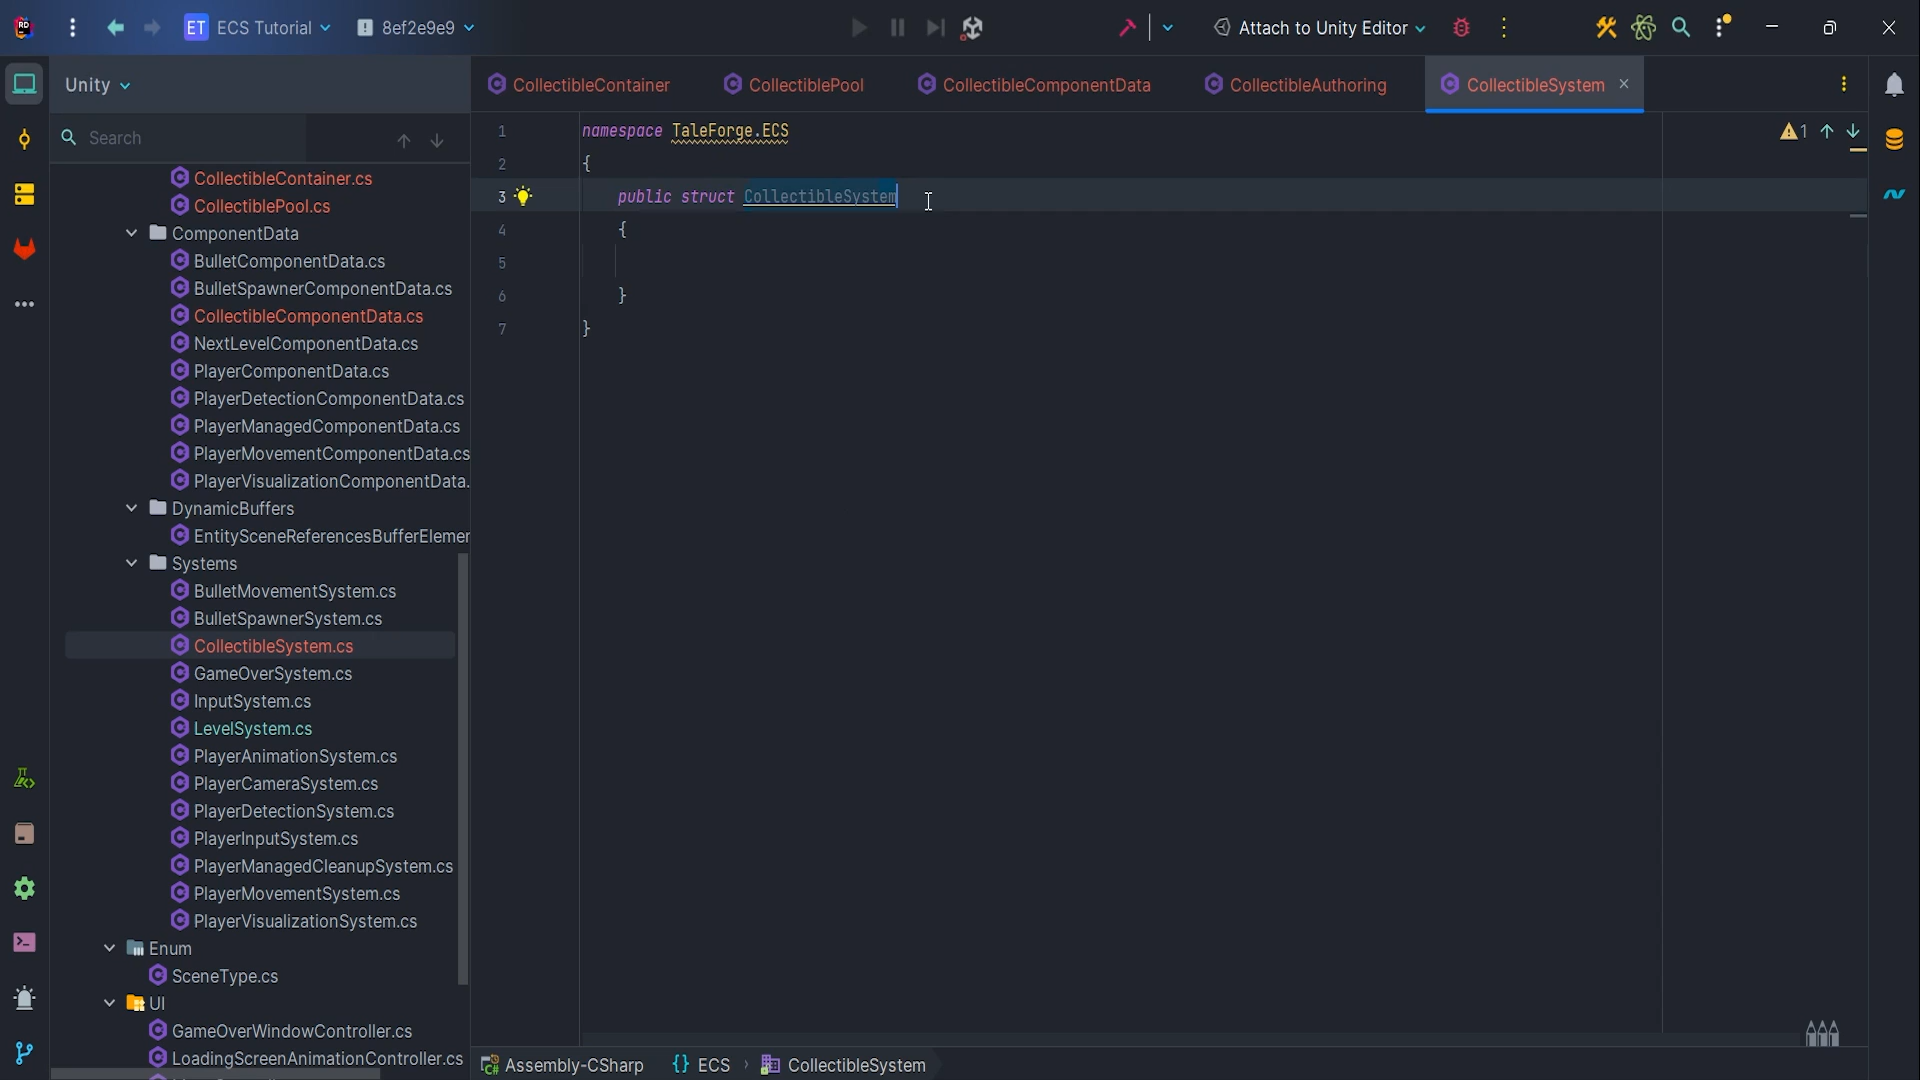 RD
ET ECS Tutorial
8ef2e9e9
Attach to Unity Editor
Unity
Search
CollectibleContainer.cs
CollectiblePool.cs
ComponentData
BulletComponentData.cs
BulletSpawnerComponentData.cs
CollectibleComponentData.cs
NextLevelComponentData.cs
PlayerComponentData.cs
PlayerDetectionComponentData.cs
PlayerManagedComponentData.cs
PlayerMovementComponentData.cs
PlayerVisualizationComponentData.
DynamicBuffers
EntitySceneReferencesBufferElemer
Systems
BulletMovementSystem.cs
BulletSpawnerSystem.cs
CollectibleSystem.cs
GameOverSystem.cs
InputSystem.cs
LevelSystem.cs
PlayerAnimationSystem.cs
PlayerCameraSystem.cs
PlayerDetectionSystem.cs
PlayerInputSystem.cs
PlayerManagedCleanupSystem.cs
PlayerMovementSystem.cs
PlayerVisualizationSystem.cs
Enum
SceneType.cs
UI
GameOverWindowController.cs
LoadingScreenAnimationController.cs
CollectibleContainer
CollectiblePool
CollectibleComponentData
CollectibleAuthoring
CollectibleSystem
1 namespace TaleForge.ECS
2 {
3 public struct CollectibleSystem
4 {
5
6 }
7 }
1
Assembly-CSharp {} ECS › CollectibleSystem